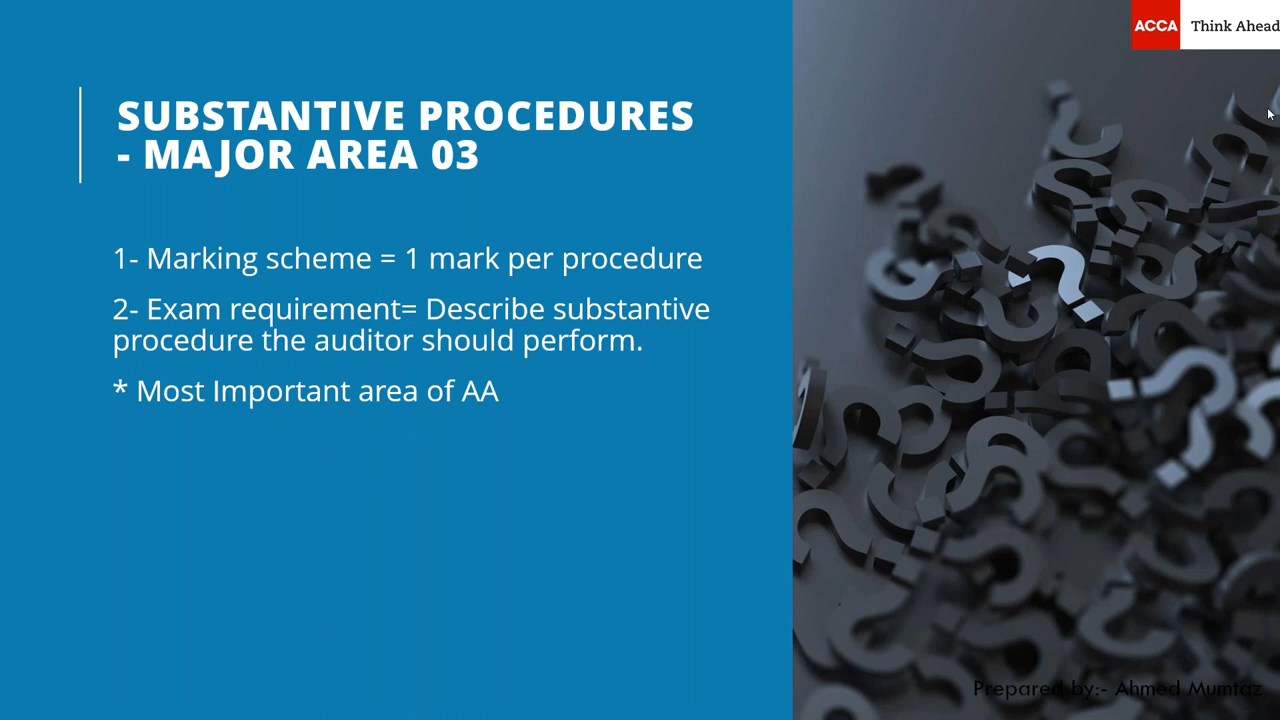 ACCA Think Ahead
SUBSTANTIVE PROCEDURES
- MAJOR AREA 03
1- Marking scheme = 1 mark per procedure
2- Exam requirement= Describe substantive
procedure the auditor should perform.
* Most Important area of AA
Prepared by:- Ahmed Mumtaz